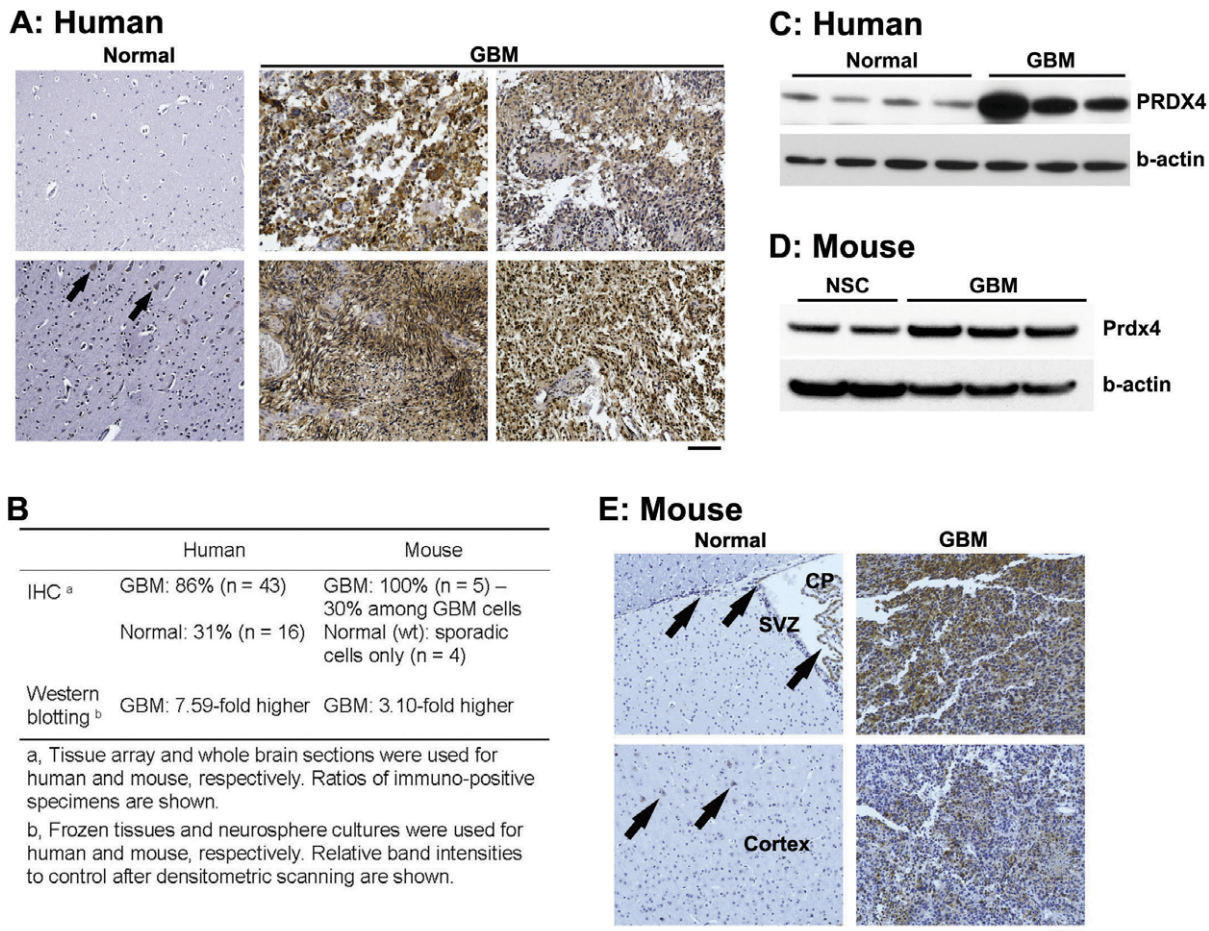 A: Human
Normal
GBM
B
Human
Mouse
IHC a
GBM: 86% (n = 43)
GBM: 100% (n = 5) –
30% among GBM cells
Normal: 31% (n = 16)
Normal (wt): sporadic
cells only (n = 4)
Western
blotting b
GBM: 7.59-fold higher
GBM: 3.10-fold higher
a, Tissue array and whole brain sections were used for
human and mouse, respectively. Ratios of immuno-positive
specimens are shown.
b, Frozen tissues and neurosphere cultures were used for
human and mouse, respectively. Relative band intensities
to control after densitometric scanning are shown.
C: Human
Normal
GBM
PRDX4
b-actin
D: Mouse
NSC
GBM
Prdx4
b-actin
E: Mouse
Normal
GBM
CP
SVZ
Cortex